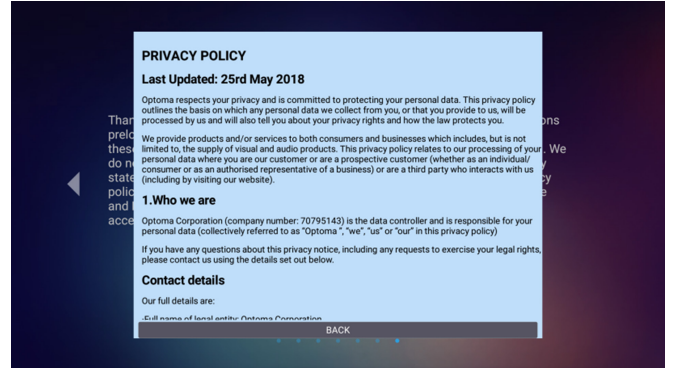 PRIVACY POLICY
Last Updated: 25rd May 2018
Optoma respects your privacy and is committed to protecting your personal data. This privacy policy
outlines the basis on which any personal data we collect from you, or that you provide to us, will be
processed by us and will also tell you about your privacy rights and how the law protects you.
We provide products and/or services to both consumers and businesses which includes, but is not
limited to, the supply of visual and audio products. This privacy policy relates to our processing of your
personal data where you are our customer or are a prospective customer (whether as an individual/
consumer or as an authorised representative of a business) or are a third party who interacts with us
(including by visiting our website).
1.Who we are
Optoma Corporation (company number: 70795143) is the data controller and is responsible for your
personal data (collectively referred to as “Optoma ”, “we”, “us” or “our” in this privacy policy)
If you have any questions about this privacy notice, including any requests to exercise your legal rights,
please contact us using the details set out below.
Contact details
Our full details are:
-Full name of legal entity: Optoma Corporation
BACK